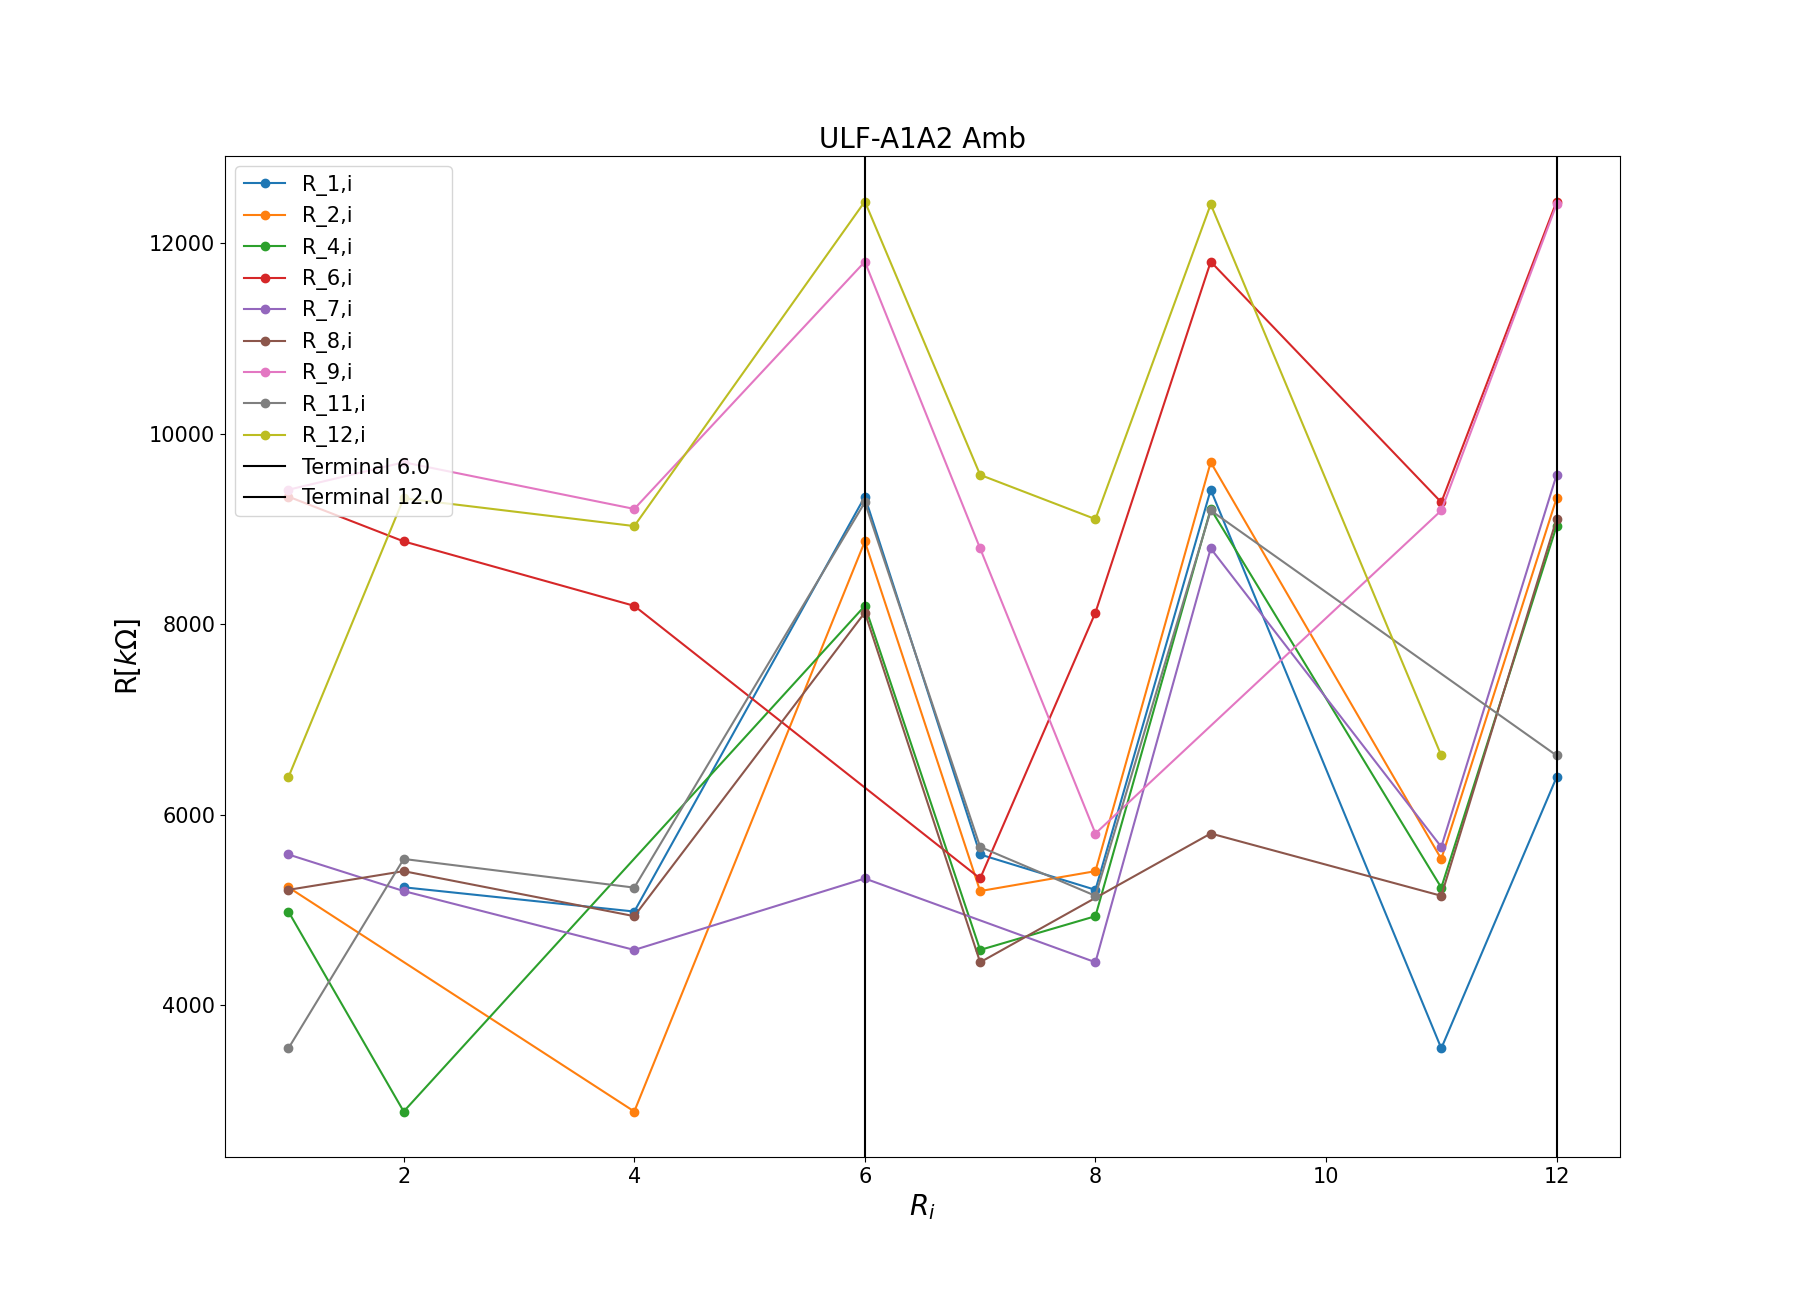 ULF-A1A2 Amb
R_1,i
R_2,i
R_4,i
R_6,i
R_7,i
R_8,i
R_9,i
R_11,i
R_12,i
Terminal 6.0
Terminal 12.0
12000
10000
8000
6000
4000
R[kΩ]
2 4 6 8 10 12
R_i